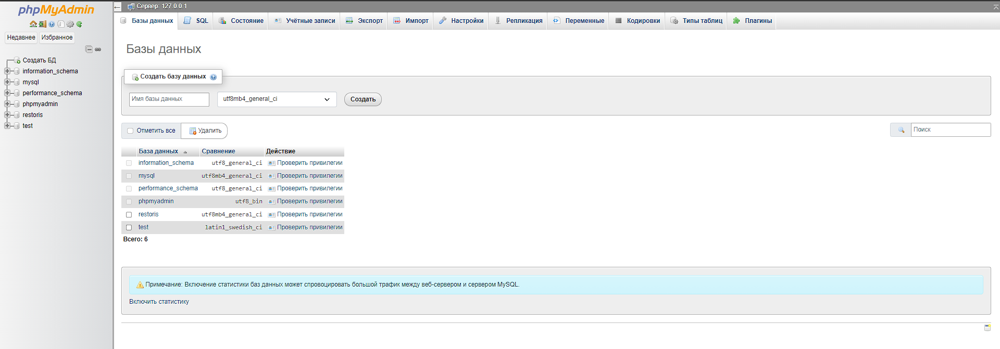 phpMyAdmin
Недавнее Избранное
Создать БД
information_schema
mysql
performance_schema
phpmyadmin
restoris
test
Сервер: 127.0.0.1
Базы данных SQL Состояние Учётные записи Экспорт Импорт Настройки Репликация Переменные Кодировки Типы таблиц Плагины
Базы данных
Создать базу данных
Имя базы данных utf8mb4_general_ci Создать
Отметить все Удалить Поиск
База данных Сравнение Действие
information_schema utf8_general_ci Проверить привилегии
mysql utf8mb4_general_ci Проверить привилегии
performance_schema utf8_general_ci Проверить привилегии
phpmyadmin utf8_bin Проверить привилегии
restoris utf8mb4_general_ci Проверить привилегии
test latin1_swedish_ci Проверить привилегии
Всего: 6
Примечание: Включение статистики баз данных может спровоцировать большой трафик между веб-сервером и сервером MySQL.
Включить статистику